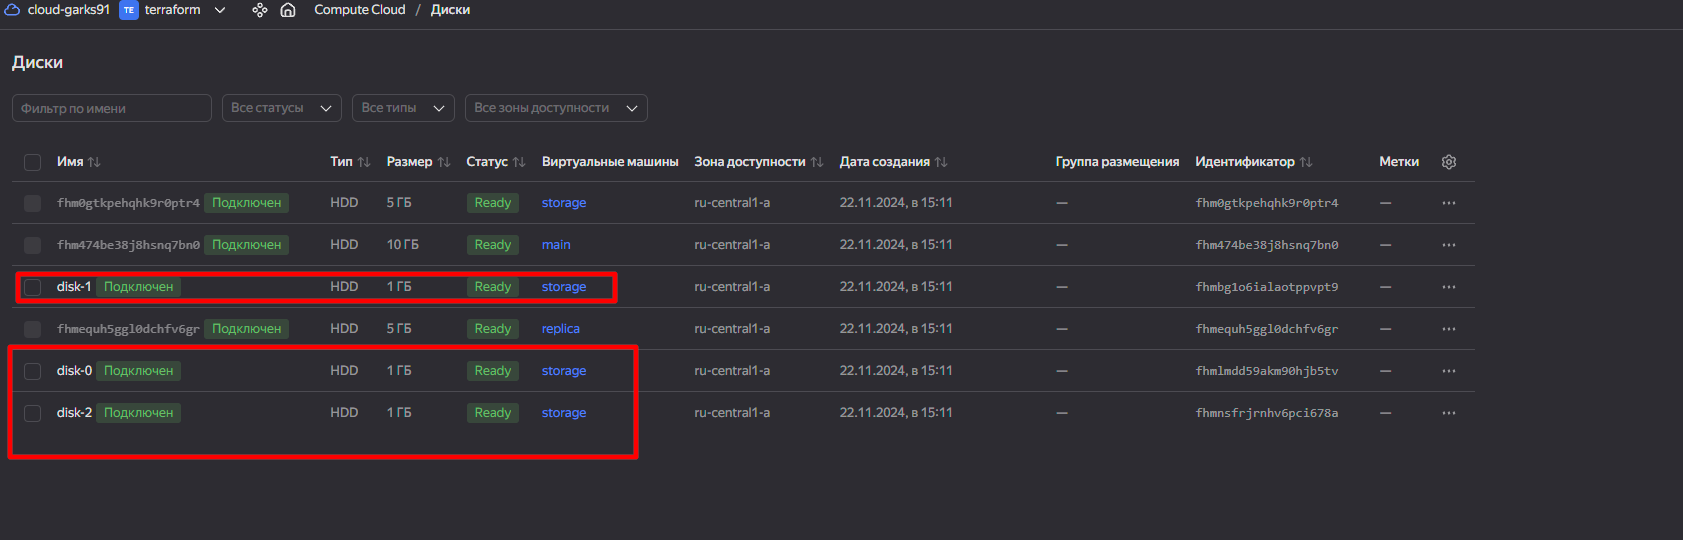 cloud-garks91 TE terraform Compute Cloud / Диски
Диски
Фильтр по имени Все статусы Все типы Все зоны доступности
Имя Тип Размер Статус Виртуальные машины Зона доступности Дата создания Группа размещения Идентификатор Метки
fhm0gtkpehqhk9r0ptr4 Подключен HDD 5 ГБ Ready storage ru-central1-a 22.11.2024, в 15:11 — fhm0gtkpehqhk9r0ptr4 — ···
fhm474be38j8hsnq7bn0 Подключен HDD 10 ГБ Ready main ru-central1-a 22.11.2024, в 15:11 — fhm474be38j8hsnq7bn0 — ···
disk-1 Подключен HDD 1 ГБ Ready storage ru-central1-a 22.11.2024, в 15:11 — fhmbg1o6ialaotppvpt9 — ···
fhmequh5ggl0dchfv6gr Подключен HDD 5 ГБ Ready replica ru-central1-a 22.11.2024, в 15:11 — fhmequh5ggl0dchfv6gr — ···
disk-0 Подключен HDD 1 ГБ Ready storage ru-central1-a 22.11.2024, в 15:11 — fhmlmdd59akm90hjb5tv — ···
disk-2 Подключен HDD 1 ГБ Ready storage ru-central1-a 22.11.2024, в 15:11 — fhmnsfrjrnhv6pci678a — ···